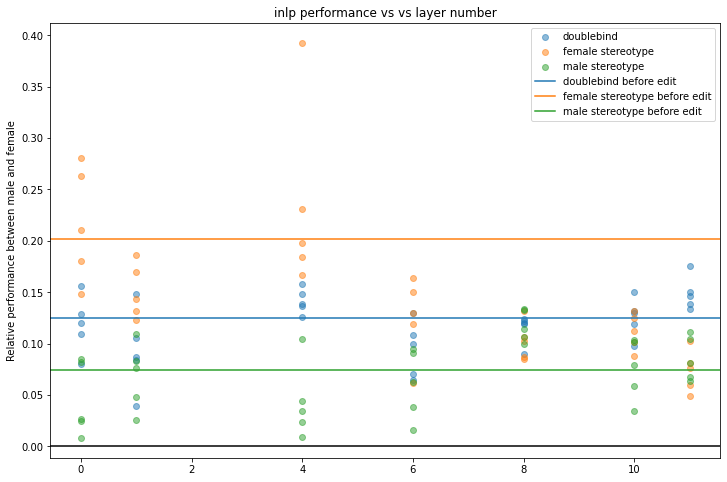 inlp performance vs vs layer number
doublebind
female stereotype
male stereotype
doublebind before edit
female stereotype before edit
male stereotype before edit
Relative performance between male and female
0.40
0.35
0.30
0.25
0.20
0.15
0.10
0.05
0.00
0 2 4 6 8 10